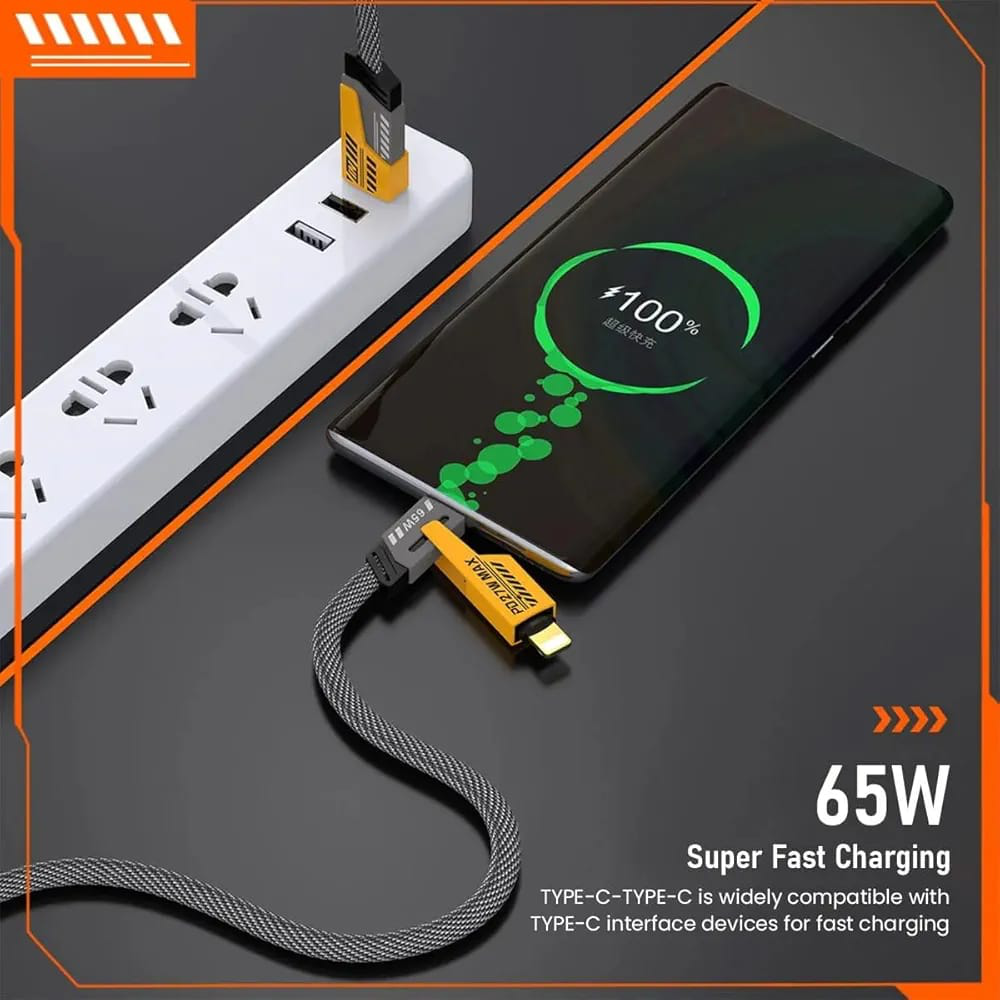 100%
超级快充
65W
PD27W MAX
65W
Super Fast Charging
TYPE-C-TYPE-C is widely compatible with
TYPE-C interface devices for fast charging